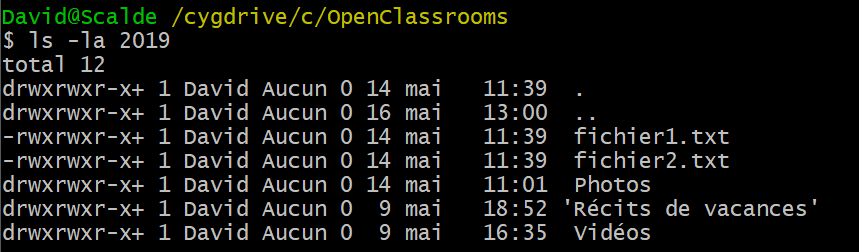 David@Scalde /cygdrive/c/OpenClassrooms
$ ls -la 2019
total 12
drwxrwxr-x+ 1 David Aucun 0 14 mai   11:39  .
drwxrwxr-x+ 1 David Aucun 0 16 mai   13:00  ..
-rwxrwxr-x+ 1 David Aucun 0 14 mai   11:39  fichier1.txt
-rwxrwxr-x+ 1 David Aucun 0 14 mai   11:39  fichier2.txt
drwxrwxr-x+ 1 David Aucun 0 14 mai   11:01  Photos
drwxrwxr-x+ 1 David Aucun 0  9 mai   18:52 'Récits de vacances'
drwxrwxr-x+ 1 David Aucun 0  9 mai   16:35  Vidéos